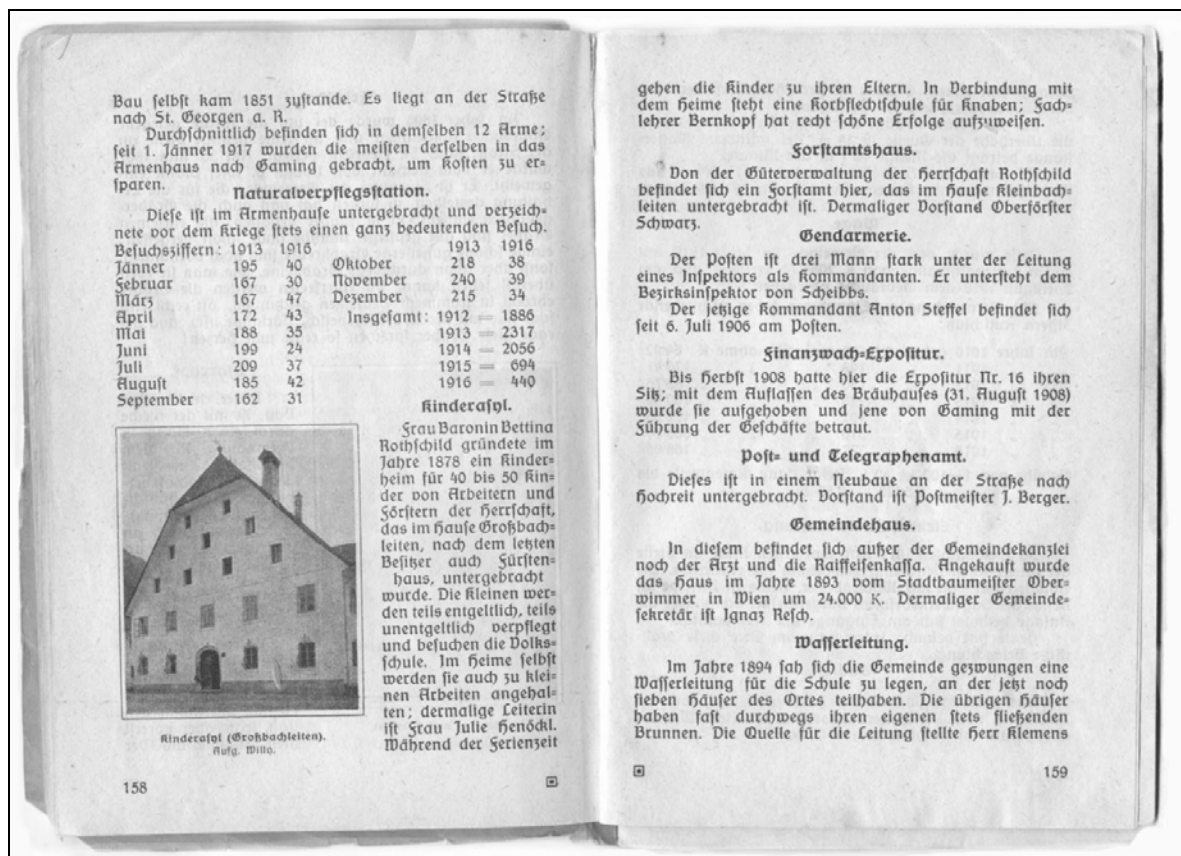 Bau selbst kam 1851 zustande. Es liegt an der Straße
nach St. Georgen a. R.
Durchschnittlich befinden sich in demselben 12 Arme;
seit 1. Jänner 1917 wurden die meisten derselben in das
Armenhaus nach Gaming gebracht, um Kosten zu er-
sparen.
Naturalverpflegsstation.
Diese ist im Armenhause untergebracht und verzeich-
nete vor dem Kriege stets einen ganz bedeutenden Besuch.
Besuchsziffern: 1913 1916
Jänner 195 40
Februar 167 30
März 167 47
April 172 43
Mai 188 35
Juni 199 24
Juli 209 37
August 185 42
September 162 31
1913 1916
Oktober 218 38
November 240 39
Dezember 215 34
Insgesamt: 1912 = 1886
1913 = 2317
1914 = 2056
1915 = 694
1916 = 440
Kinderasyl.
Frau Baronin Bettina
Rothschild gründete im
Jahre 1878 ein Kinder-
heim für 40 bis 50 Kin-
der von Arbeitern und
Förstern der Herrschaft,
das im Hause Großbach-
leiten, nach dem letzten
Besitzer auch Fürsten-
haus, untergebracht
wurde. Die Kleinen wer-
den teils entgeltlich, teils
unentgeltlich verpflegt
und besuchen die Volks-
schule. Im Heime selbst
werden sie auch zu klei-
nen Arbeiten angehal-
ten; dermalige Leiterin
ist Frau Julie Henöckl.
Während der Ferienzeit
Kinderasyl (Großbachleiten).
Aufg. Willy.
158
gehen die Kinder zu ihren Eltern. In Verbindung mit
dem Heime steht eine Korbflechtschule für Knaben; Fach-
lehrer Bernkopf hat recht schöne Erfolge aufzuweisen.
Forstamtshaus.
Von der Güterverwaltung der Herrschaft Rothschild
befindet sich ein Forstamt hier, das im Hause Kleinbach-
leiten untergebracht ist. Dermaliger Vorstand Oberförster
Schwarz.
Gendarmerie.
Der Posten ist drei Mann stark unter der Leitung
eines Inspektors als Kommandanten. Er untersteht dem
Bezirksinspektor von Scheibbs.
Der jetzige Kommandant Anton Steffel befindet sich
seit 6. Juli 1906 am Posten.
Finanzwach-Expositur.
Bis Herbst 1908 hatte hier die Expositur Nr. 16 ihren
Sitz; mit dem Auflassen des Bräuhauses (31. August 1908)
wurde sie aufgehoben und jene von Gaming mit der
Führung der Geschäfte betraut.
Post- und Telegraphenamt.
Dieses ist in einem Neubaue an der Straße nach
Hochreit untergebracht. Vorstand ist Postmeister J. Berger.
Gemeindehaus.
In diesem befindet sich außer der Gemeindekanzlei
noch der Arzt und die Raiffeisenkassa. Angekauft wurde
das Haus im Jahre 1893 vom Stadtbaumeister Ober-
wimmer in Wien um 24.000 K. Dermaliger Gemeinde-
sekretär ist Ignaz Resch.
Wasserleitung.
Im Jahre 1894 sah sich die Gemeinde gezwungen eine
Wasserleitung für die Schule zu legen, an der jetzt noch
sieben Häuser des Ortes teilhaben. Die übrigen Häuser
haben fast durchwegs ihren eigenen stets fließenden
Brunnen. Die Quelle für die Leitung stellte Herr Klemens
159